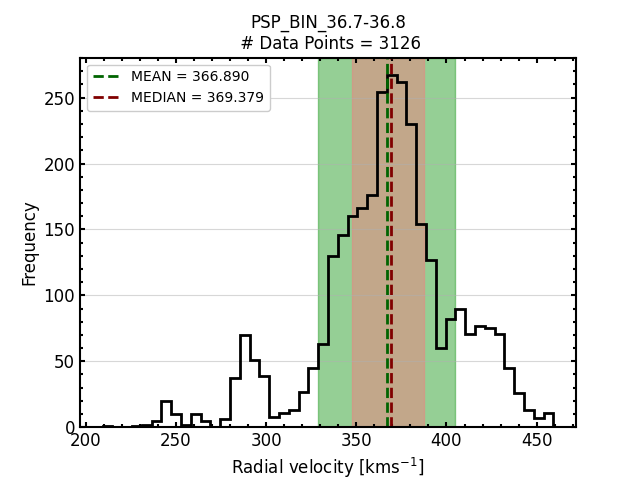 PSP_BIN_36.7-36.8
# Data Points = 3126
MEAN = 366.890
MEDIAN = 369.379
Frequency
250
200
150
100
50
0
200 250 300 350 400 450
Radial velocity [kms⁻¹]